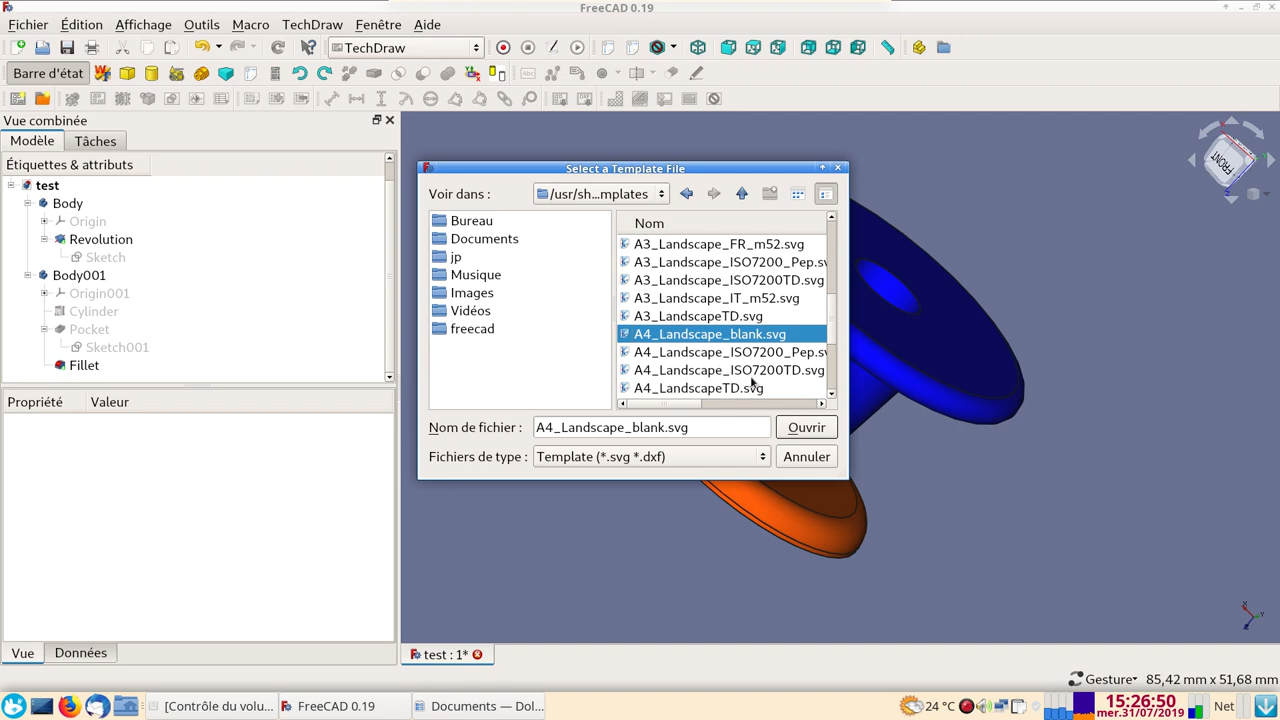 FreeCAD 0.19
Fichier Édition Affichage Outils Macro TechDraw Fenêtre Aide
TechDraw
Barre d'état
Vue combinée
Modèle Tâches
Étiquettes & attributs
test
Body
Origin
Revolution
Sketch
Body001
Origin001
Cylinder
Pocket
Sketch001
Fillet
Propriété Valeur
Vue Données
Select a Template File
Voir dans : /usr/sh...mplates
Bureau
Documents
jp
Musique
Images
Vidéos
freecad
Nom
A3_Landscape_FR_m52.svg
A3_Landscape_ISO7200_Pep.sv
A3_Landscape_ISO7200TD.svg
A3_Landscape_IT_m52.svg
A3_LandscapeTD.svg
A4_Landscape_blank.svg
A4_Landscape_ISO7200_Pep.sv
A4_Landscape_ISO7200TD.svg
A4_LandscapeTD.svg
Nom de fichier : A4_Landscape_blank.svg Ouvrir
Fichiers de type : Template (*.svg *.dxf) Annuler
FRONT
test : 1*
Gesture 85,42 mm x 51,68 mm
[Contrôle du volu... FreeCAD 0.19 Documents — Dol... 24 °C 15:26:50 Net
mer.31/07/2019